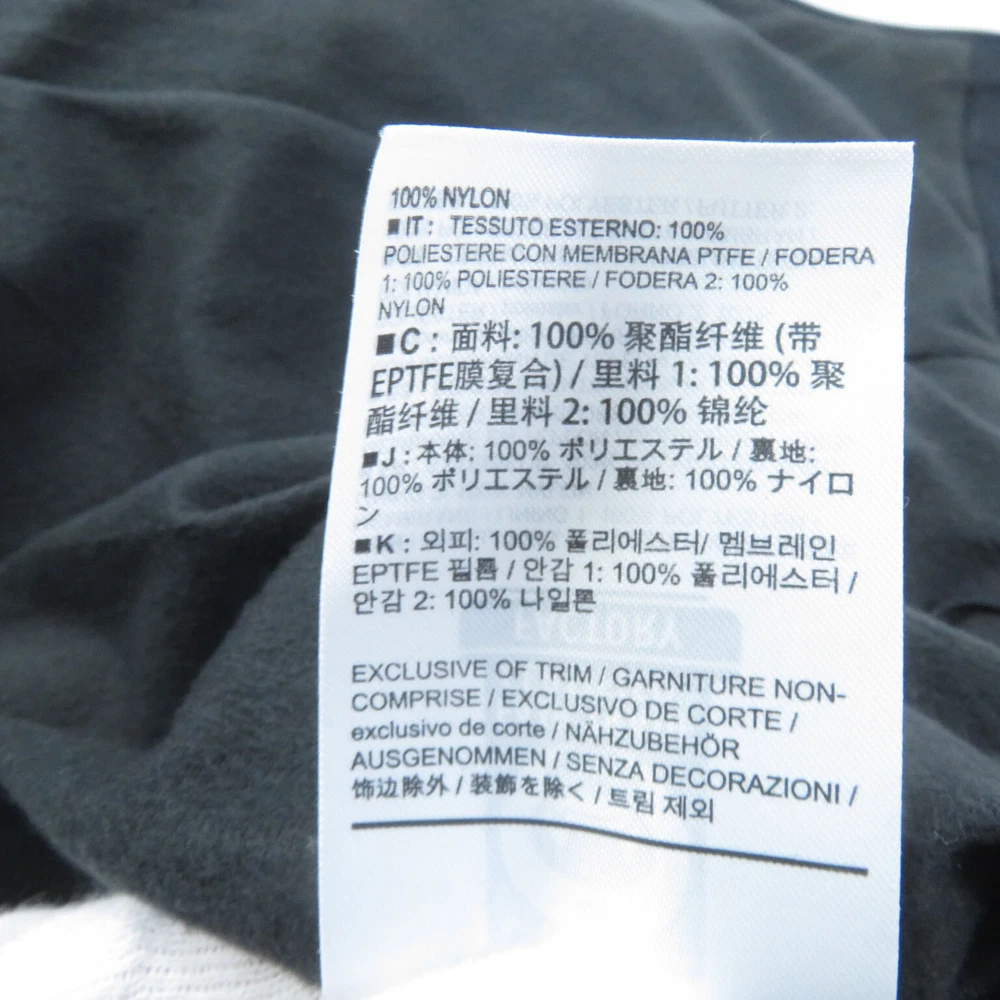 100% NYLON
■IT: TESSUTO ESTERNO: 100%
POLIESTERE CON MEMBRANA PTFE / FODERA
1: 100% POLIESTERE / FODERA 2: 100%
NYLON
■C: 面料: 100% 聚酯纤维 (带
EPTFE膜复合) / 里料 1: 100% 聚
酯纤维 / 里料 2: 100% 锦纶
■J: 本体: 100% ポリエステル / 裏地:
100% ポリエステル / 裏地: 100% ナイロ
ン
■K: 외피: 100% 폴리에스터/ 멤브레인
EPTFE 필름 / 안감 1: 100% 폴리에스터 /
안감 2: 100% 나일론
FACTORY
EXCLUSIVE OF TRIM / GARNITURE NON-
COMPRISE / EXCLUSIVO DE CORTE /
exclusivo de corte / NÄHZUBEHÖR
AUSGENOMMEN / SENZA DECORAZIONI /
饰边除外 / 装飾を除く / 트림 제외